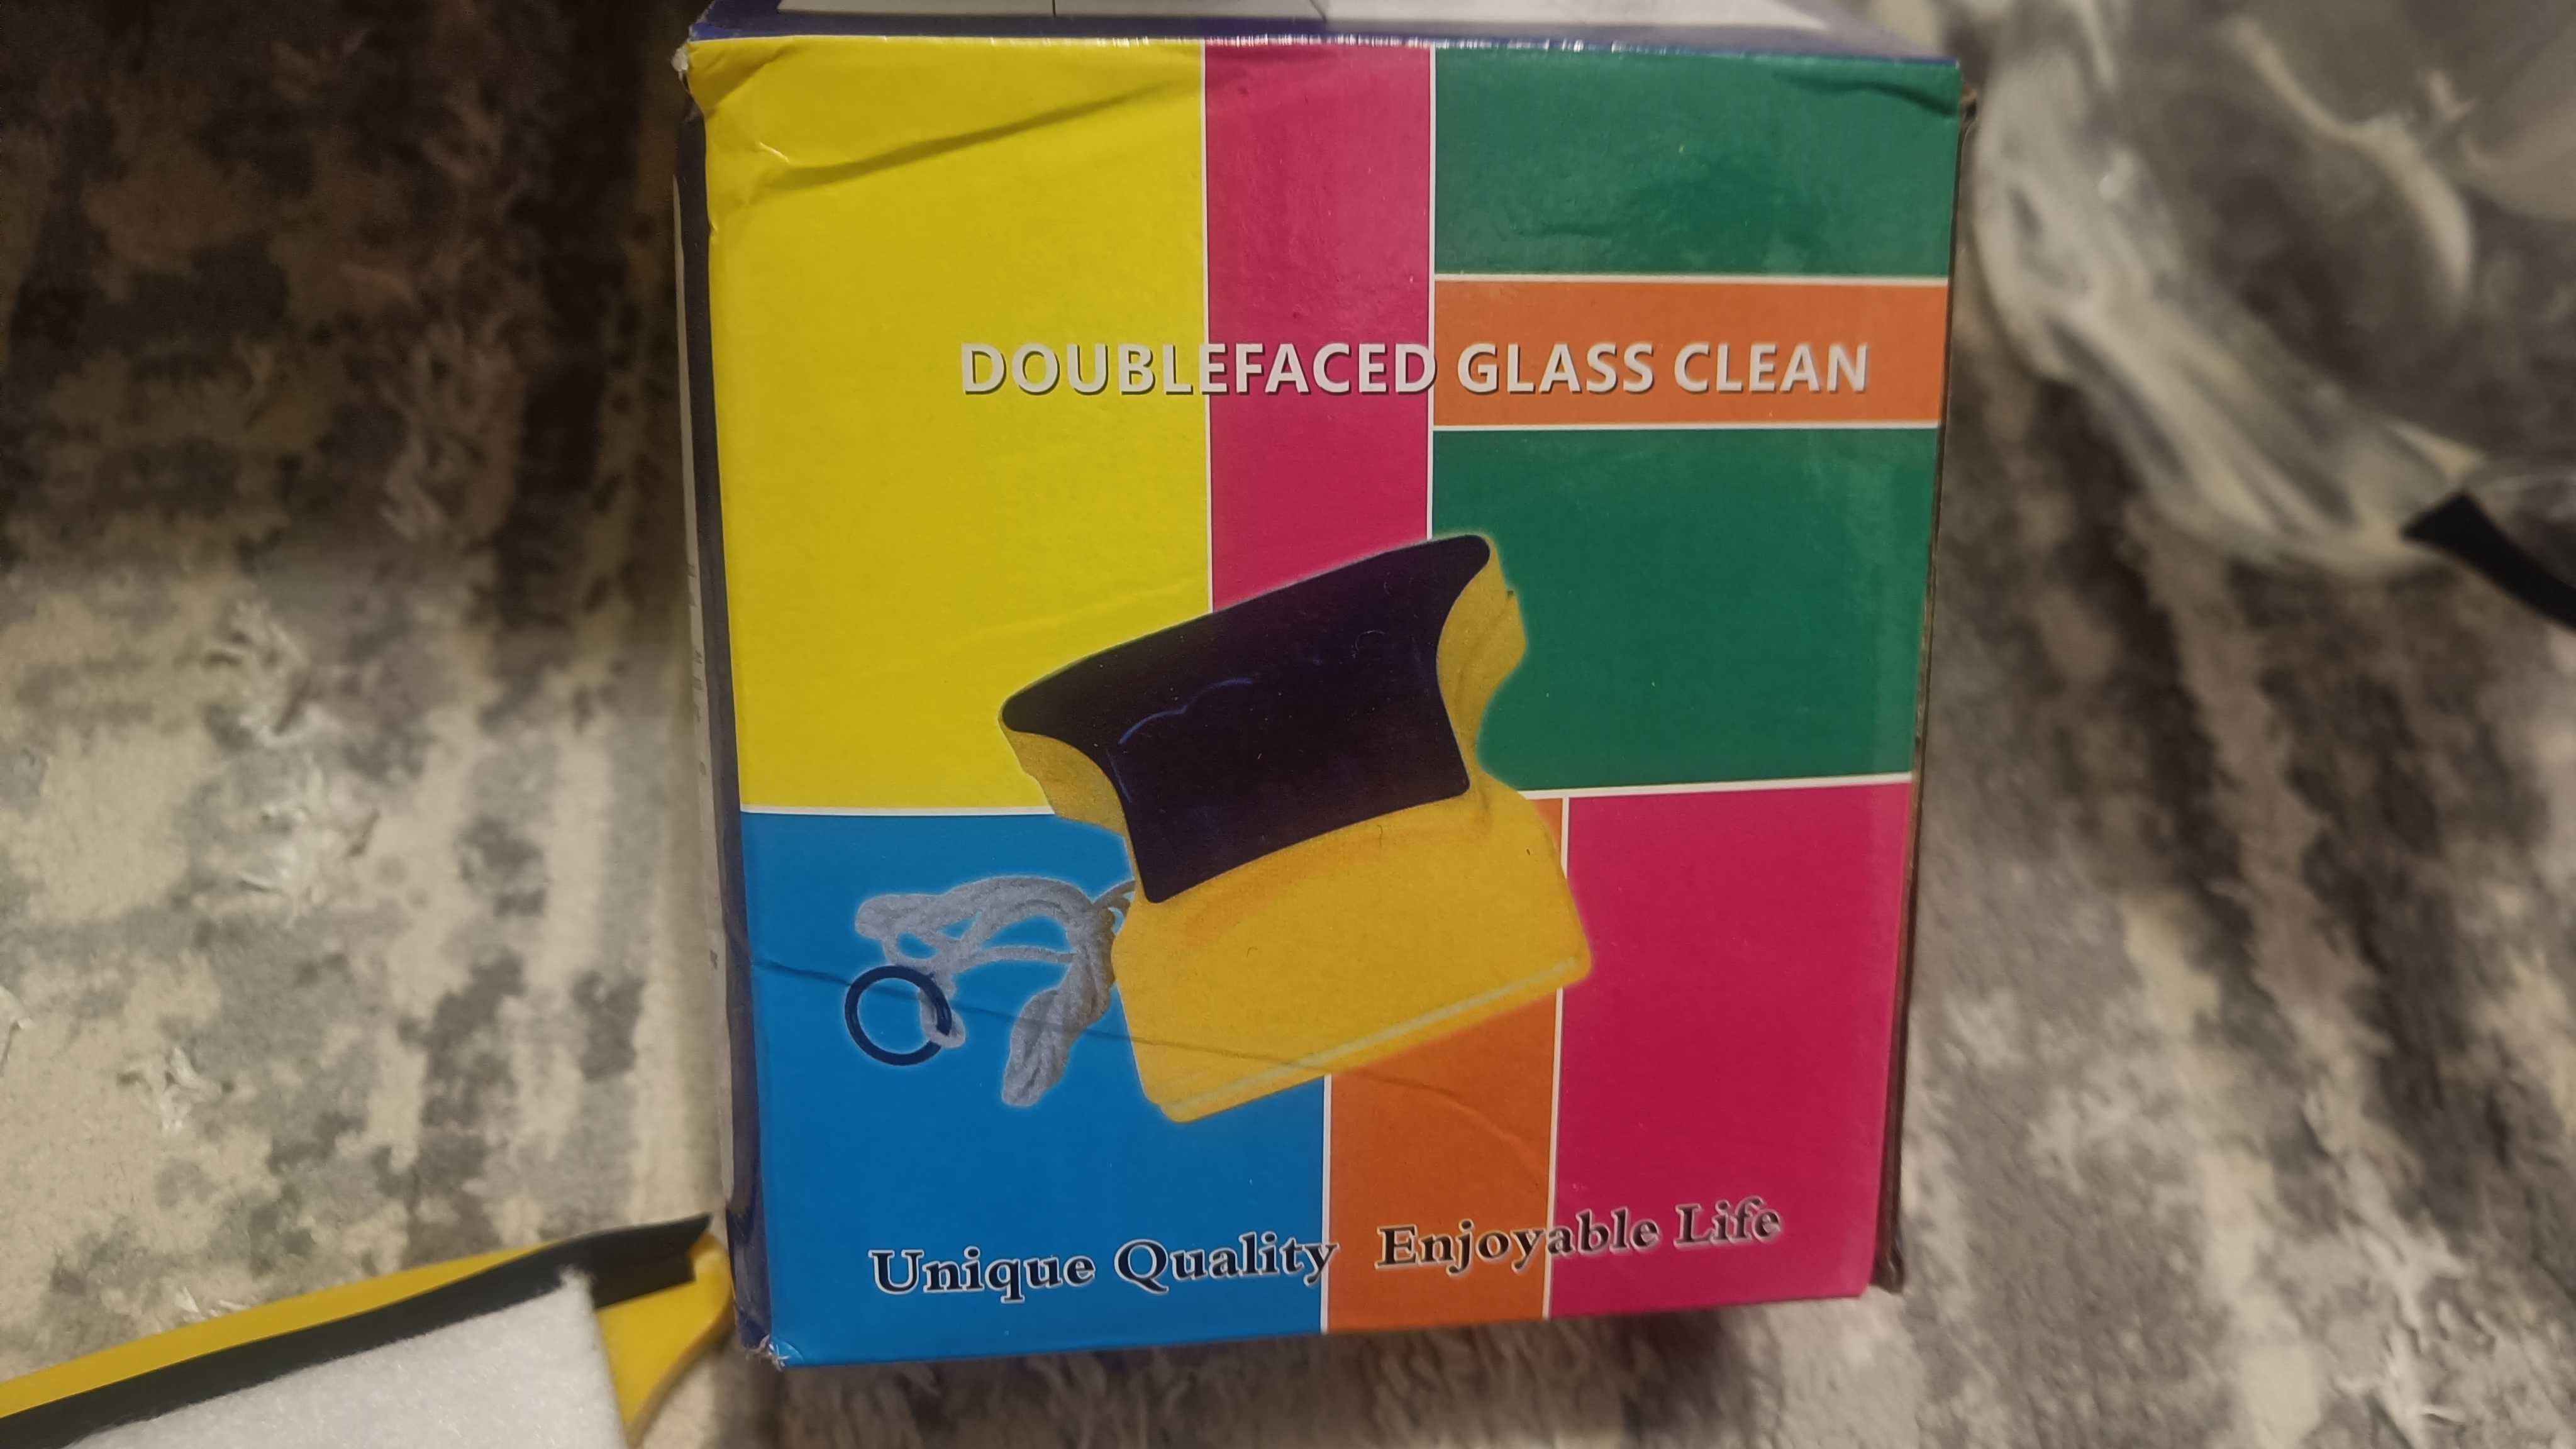 DOUBLEFACED GLASS CLEAN
Unique Quality Enjoyable Life